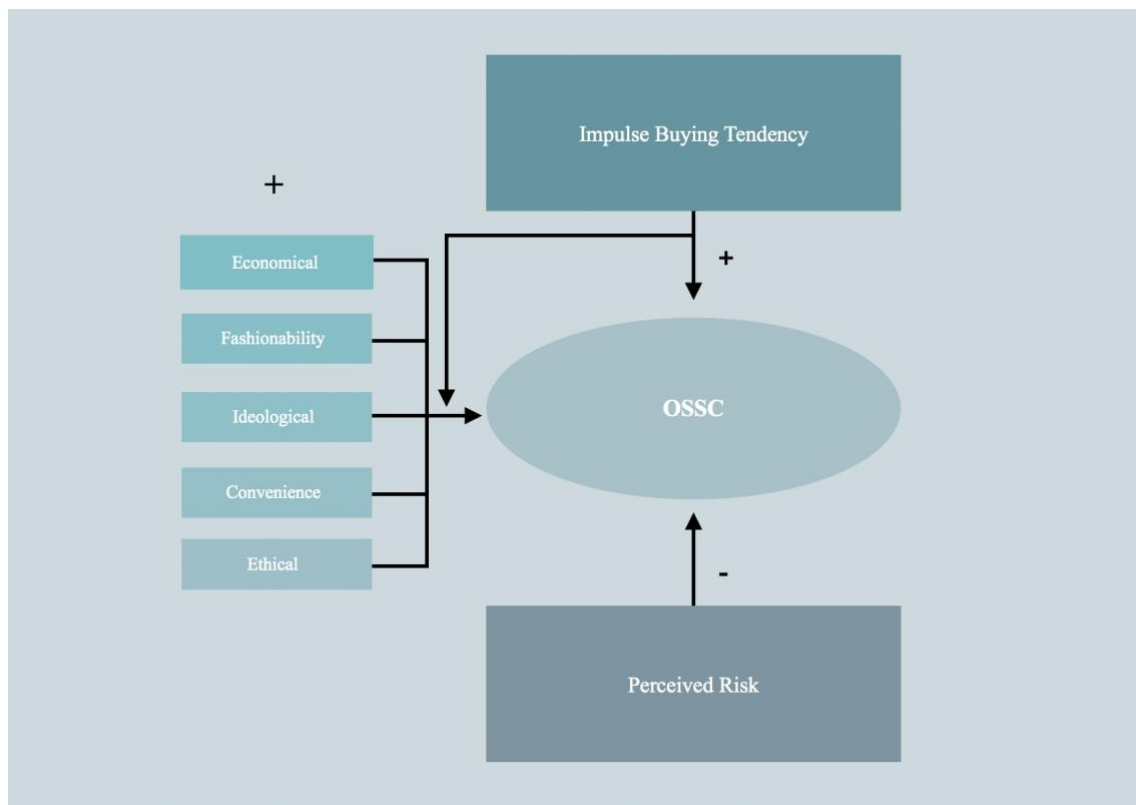 Impulse Buying Tendency
+
+
Economical
Fashionability
Ideological
OSSC
Convenience
Ethical
-
Perceived Risk